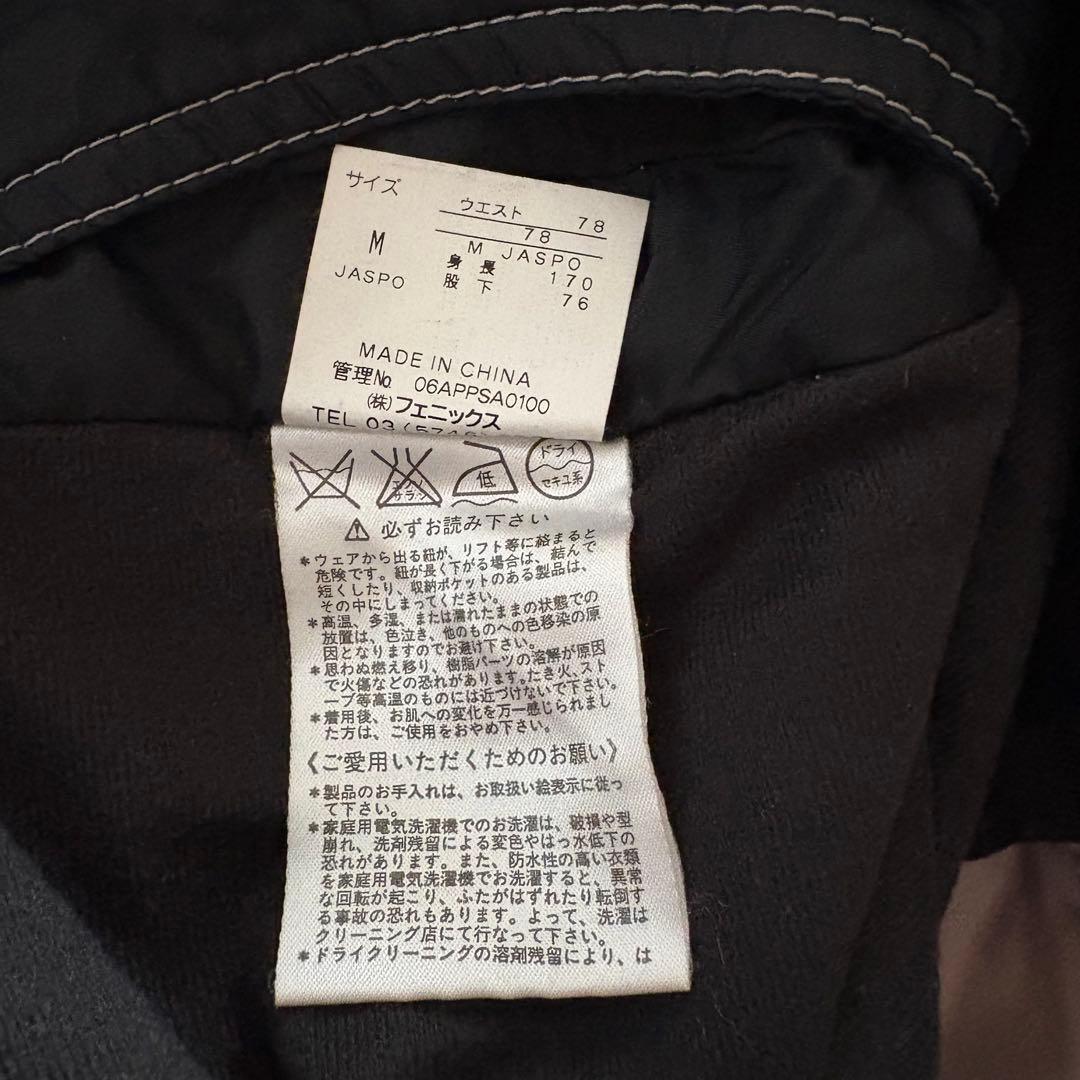 サイズ
ウエスト 78
78
M
M JASPO
JASPO
身長 170
股下 76
MADE IN CHINA
管理No. 06APPSA0100
(株)フェニックス
TEL 03
ドライ
エンソ
サラシ
低
セキユ系
必ずお読み下さい
*ウェアから出る紐が、リフト等に絡まると
危険です。紐が長く下がる場合は、結んで
短くしたり、収納ポケットのある製品は、
その中にしまってください。
*高温、多湿、または濡れたままの状態での
放置は、色泣き、他のものへの色移染の原
因となりますのでお避け下さい。
*思わぬ燃え移り、樹脂パーツの溶解が原因
で火傷などの恐れがあります。たき火、スト
ーブ等高温のものには近づけないで下さい。
*着用後、お肌への変化を万一感じられまし
た方は、ご使用をおやめ下さい。
《ご愛用いただくためのお願い》
*製品のお手入れは、お取扱い絵表示に従っ
て下さい。
*家庭用電気洗濯機でのお洗濯は、破損や型
崩れ、洗剤残留による変色やはっ水低下の
恐れがあります。また、防水性の高い衣類
を家庭用電気洗濯機でお洗濯すると、異常
な回転が起こり、ふたがはずれたり転倒す
る事故の恐れもあります。よって、洗濯は
クリーニング店にて行なって下さい。
*ドライクリーニングの溶剤残留により、は